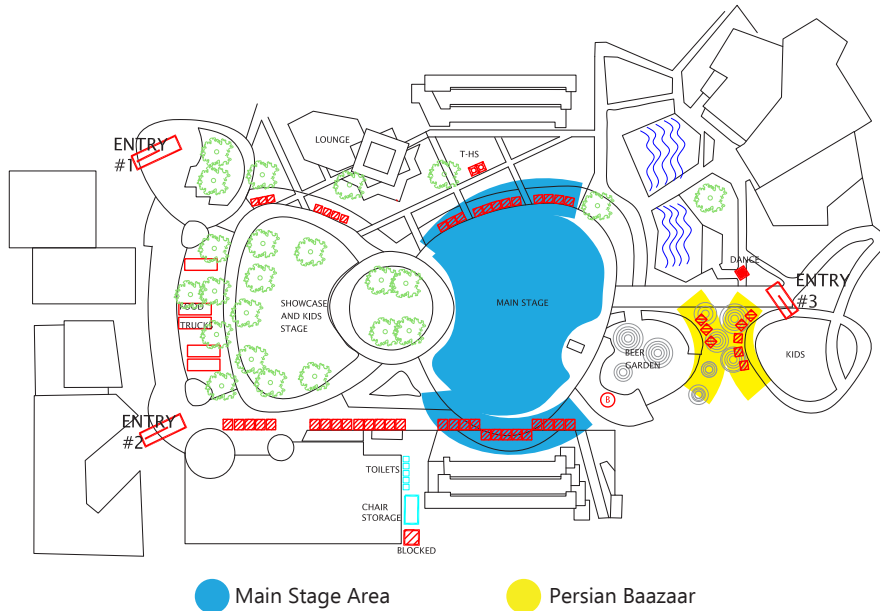 ENTRY
#1
LOUNGE
T-HS
DANCE
ENTRY
#3
FOOD
TRUCKS
SHOWCASE
AND KIDS
STAGE
MAIN STAGE
BEER
GARDEN
KIDS
B
ENTRY
#2
TOILETS
CHAIR
STORAGE
BLOCKED
Main Stage Area
Persian Baazaar